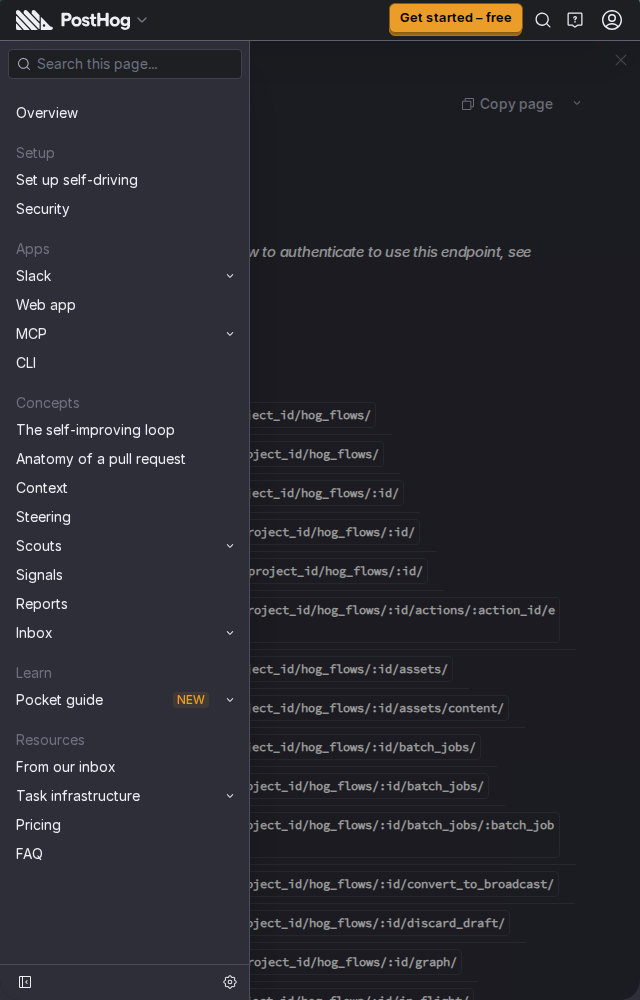 PostHog
Get started – free
Search this page...
Copy page
Overview
Setup
Set up self-driving
Security
Apps
Slack
Web app
MCP
CLI
Concepts
The self-improving loop
Anatomy of a pull request
Context
Steering
Scouts
Signals
Reports
Inbox
Learn
Pocket guide NEW
Resources
From our inbox
Task infrastructure
Pricing
FAQ
w to authenticate to use this endpoint, see
ject_id/hog_flows/
oject_id/hog_flows/
ject_id/hog_flows/:id/
roject_id/hog_flows/:id/
project_id/hog_flows/:id/
roject_id/hog_flows/:id/actions/:action_id/e
ject_id/hog_flows/:id/assets/
ject_id/hog_flows/:id/assets/content/
ject_id/hog_flows/:id/batch_jobs/
oject_id/hog_flows/:id/batch_jobs/
oject_id/hog_flows/:id/batch_jobs/:batch_job
oject_id/hog_flows/:id/convert_to_broadcast/
oject_id/hog_flows/:id/discard_draft/
roject_id/hog_flows/:id/graph/
ject_id/hog_flows/:id/in_flight/